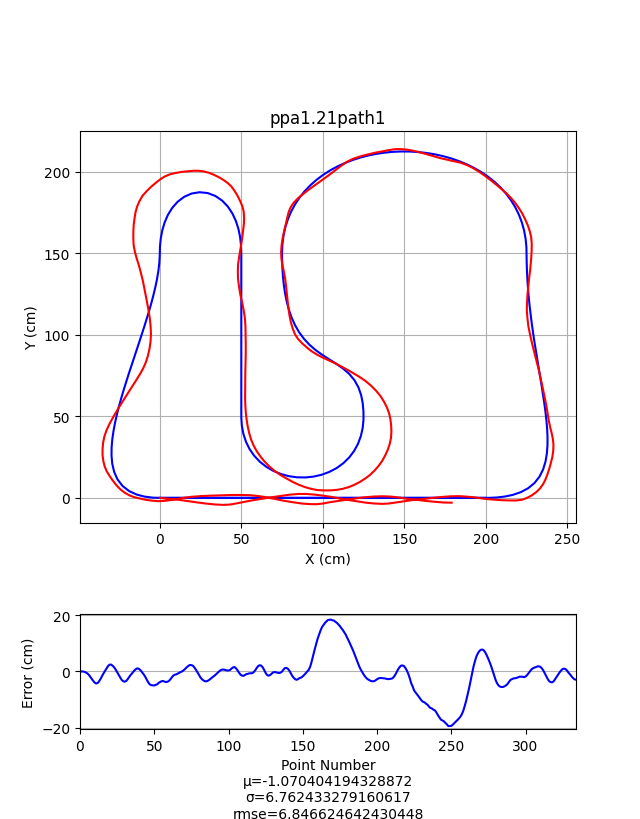 ppa1.21path1
Y (cm)
200
150
100
50
0
0 50 100 150 200 250
X (cm)
Error (cm)
20
0
−20
0 50 100 150 200 250 300
Point Number
μ=-1.070404194328872
σ=6.762433279160617
rmse=6.846624642430448